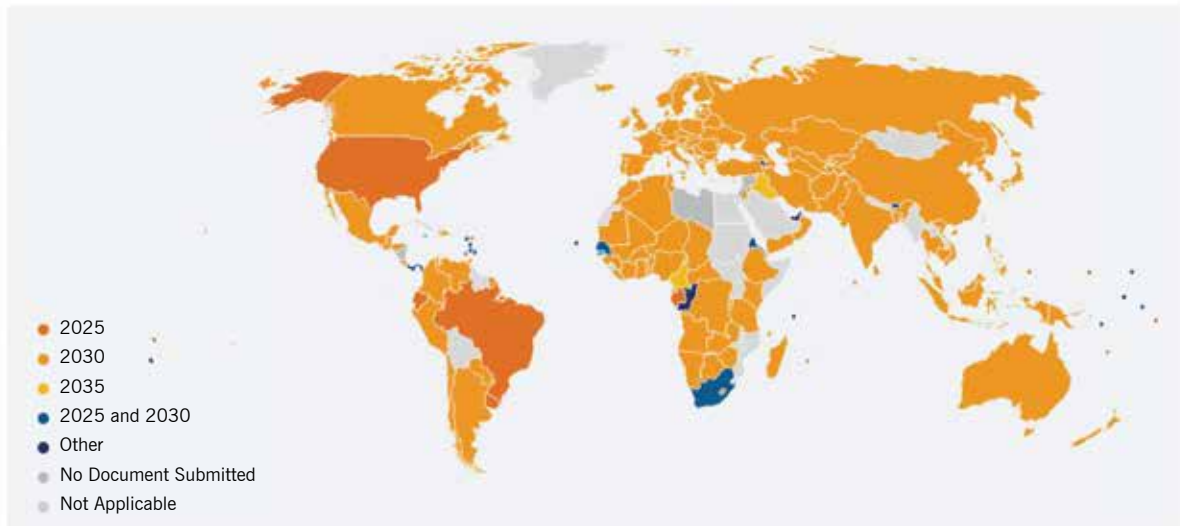 2025
2030
2035
2025 and 2030
Other
No Document Submitted
Not Applicable